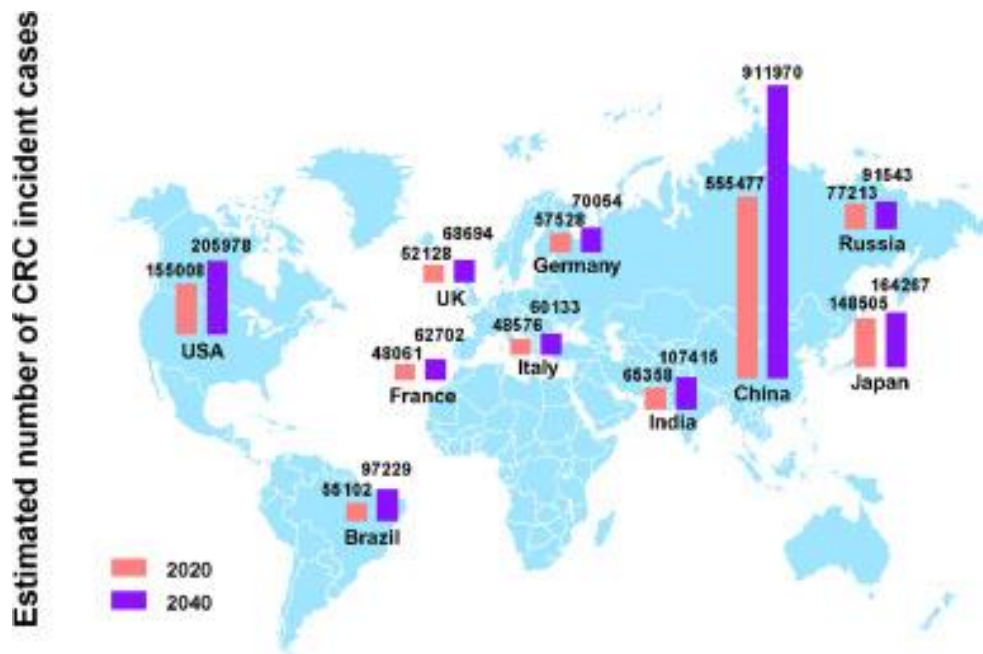 Estimated number of CRC incident cases
911970
555477
China
91543
77213
Russia
70054
57528
Germany
68694
52128
UK
205978
155008
USA
164267
148505
Japan
60133
48576
Italy
62702
48061
France
107415
65358
India
97229
55102
Brazil
2020
2040